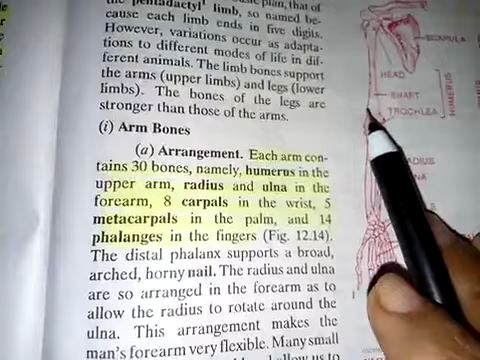 the pentadactyl limb, so named be-
cause each limb ends in five digits.
However, variations occur as adapta-
tions to different modes of life in dif-
ferent animals. The limb bones support
the arms (upper limbs) and legs (lower
limbs). The bones of the legs are
stronger than those of the arms.
(i) Arm Bones
(a) Arrangement. Each arm con-
tains 30 bones, namely, humerus in the
upper arm, radius and ulna in the
forearm, 8 carpals in the wrist, 5
metacarpals in the palm, and 14
phalanges in the fingers (Fig. 12.14).
The distal phalanx supports a broad,
arched, horny nail. The radius and ulna
are so arranged in the forearm as to
allow the radius to rotate around the
ulna. This arrangement makes the
man's forearm very flexible. Many small
allow us to
SCAPULA
HEAD
SHAFT
TROCHLEA
HUMERUS
RADIUS